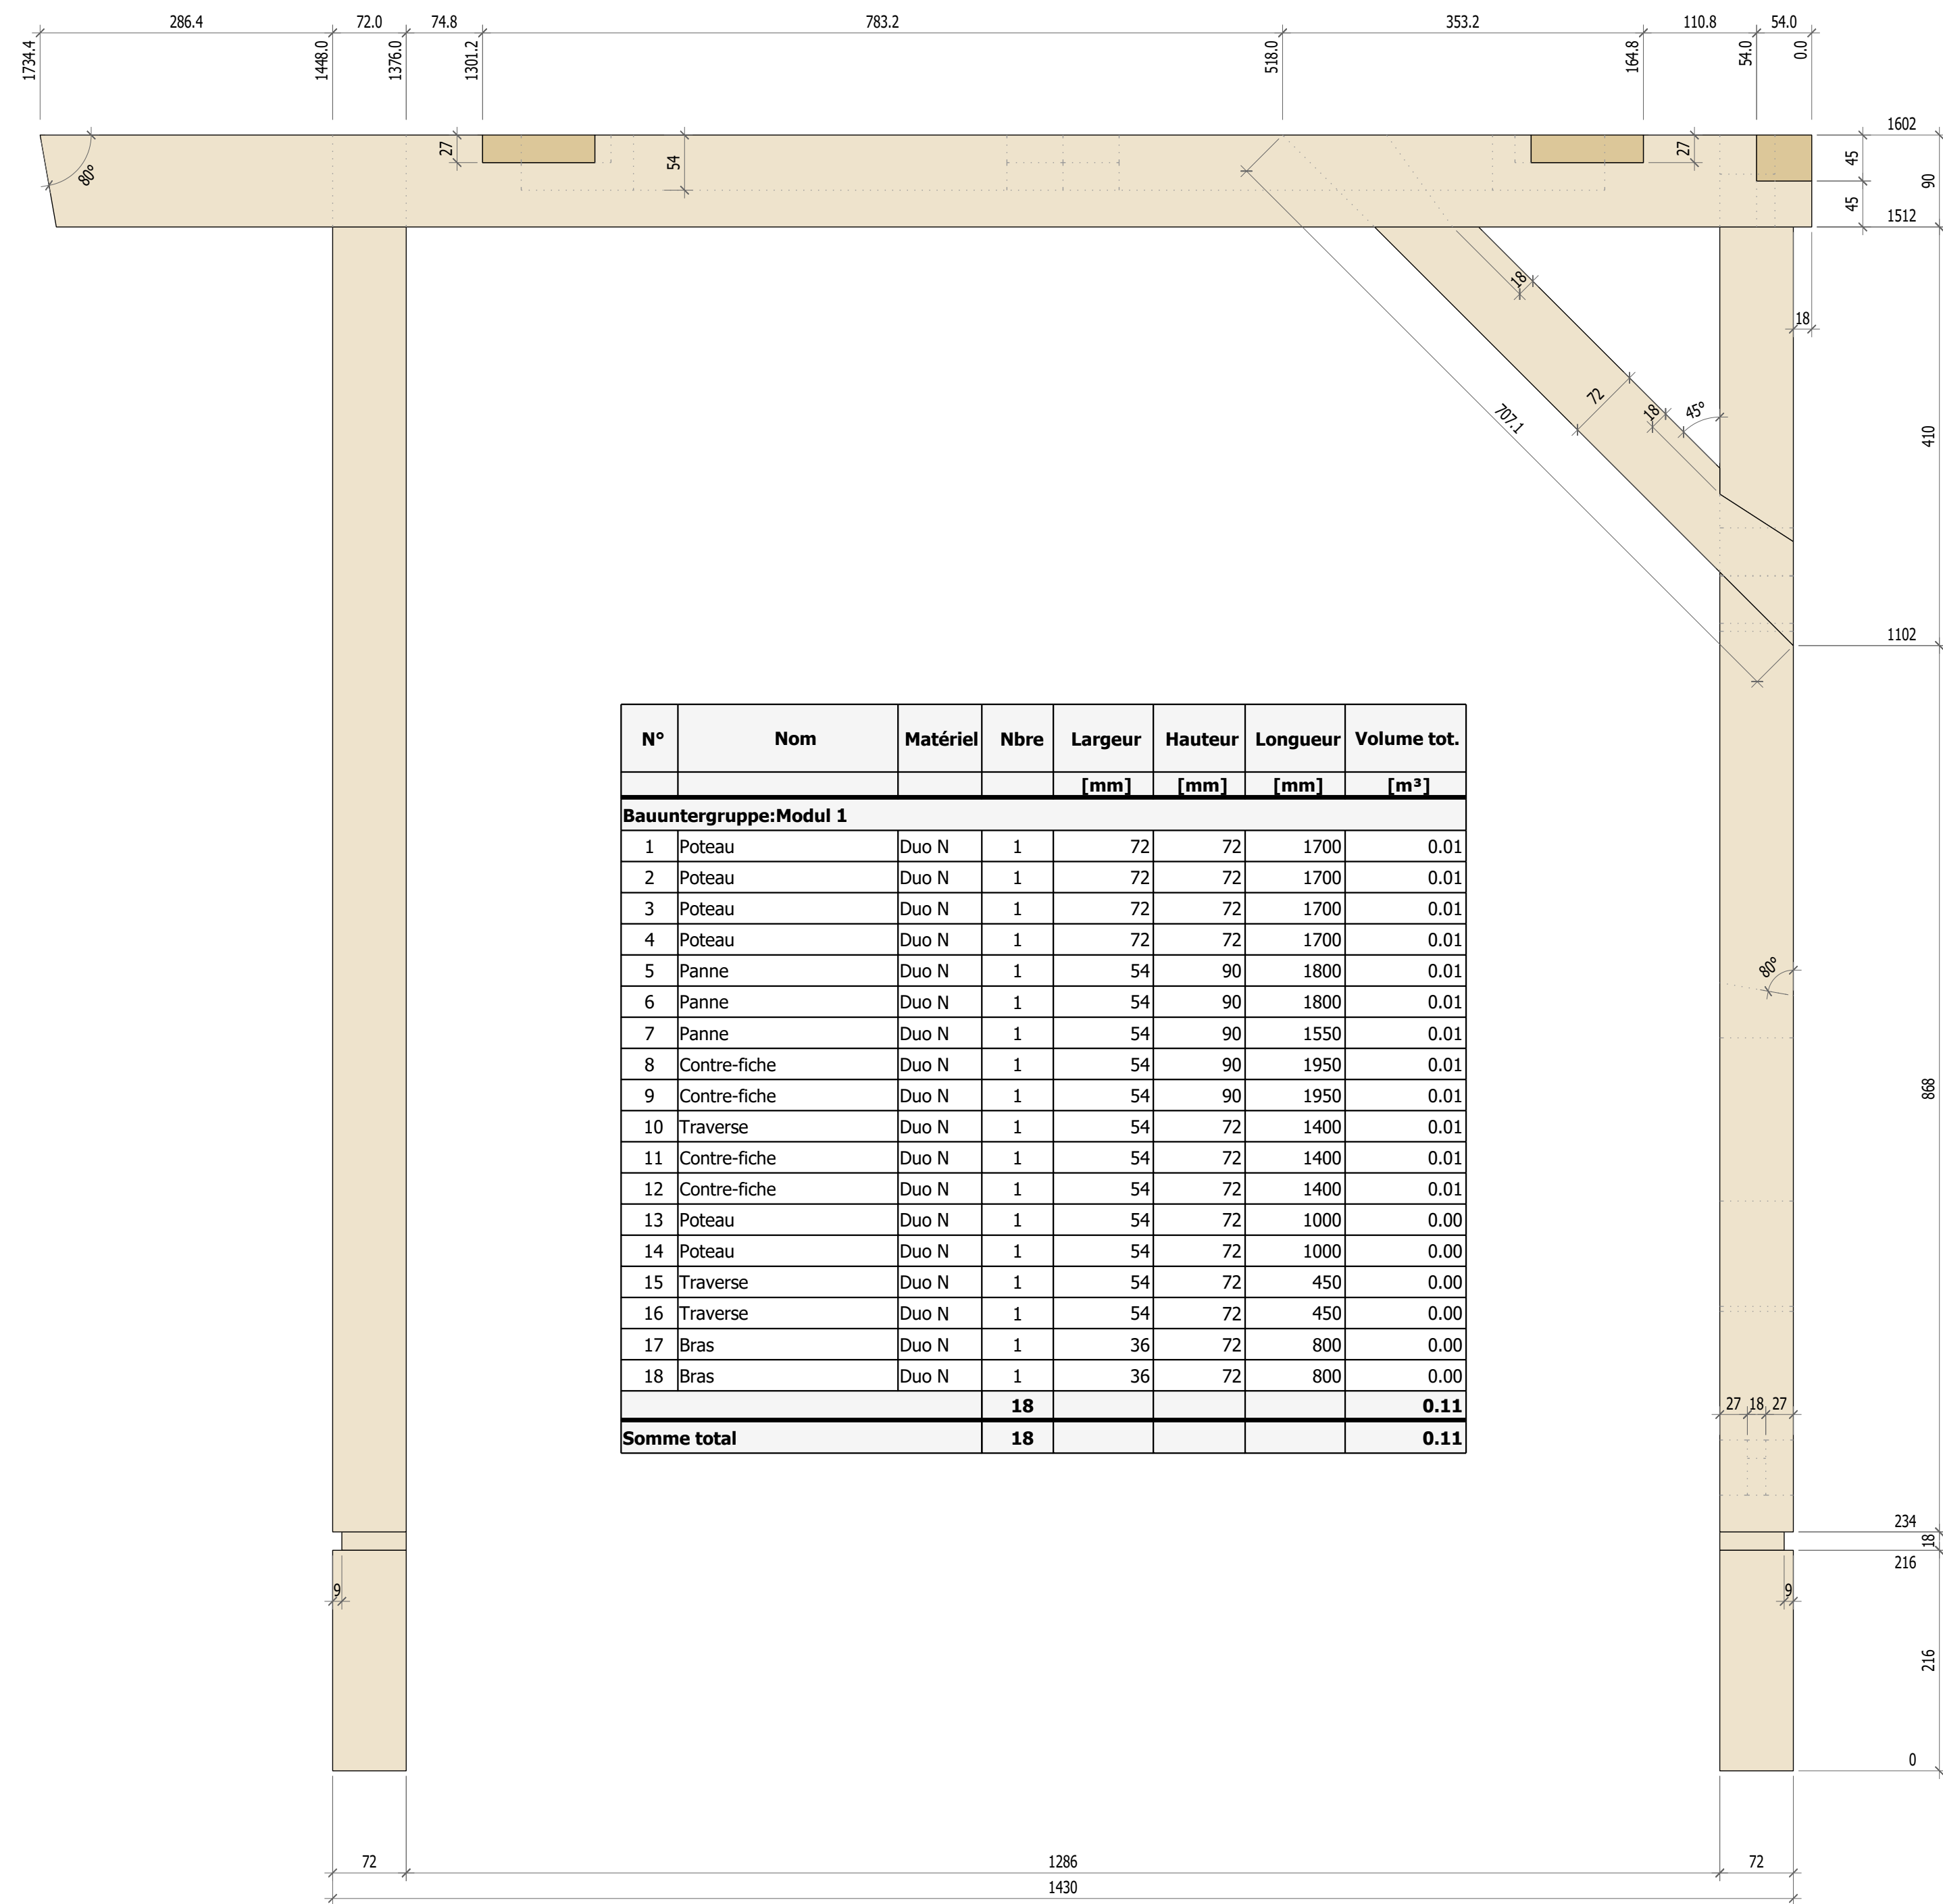 286.4 72.0 74.8 783.2 353.2 110.8 54.0
1734.4 1448.0 1376.0 1301.2 518.0 164.8 54.0 0.0
1602
80°
27
54
27
45
90
45
1512
18
18
72
18
45°
707.1
410
1102
N° Nom Matériel Nbre Largeur Hauteur Longueur Volume tot.
[mm] [mm] [mm] [m³]
Bauuntergruppe:Modul 1
1 Poteau Duo N 1 72 72 1700 0.01
2 Poteau Duo N 1 72 72 1700 0.01
3 Poteau Duo N 1 72 72 1700 0.01
4 Poteau Duo N 1 72 72 1700 0.01
5 Panne Duo N 1 54 90 1800 0.01
6 Panne Duo N 1 54 90 1800 0.01
7 Panne Duo N 1 54 90 1550 0.01
8 Contre-fiche Duo N 1 54 90 1950 0.01
9 Contre-fiche Duo N 1 54 90 1950 0.01
10 Traverse Duo N 1 54 72 1400 0.01
11 Contre-fiche Duo N 1 54 72 1400 0.01
12 Contre-fiche Duo N 1 54 72 1400 0.01
13 Poteau Duo N 1 54 72 1000 0.00
14 Poteau Duo N 1 54 72 1000 0.00
15 Traverse Duo N 1 54 72 450 0.00
16 Traverse Duo N 1 54 72 450 0.00
17 Bras Duo N 1 36 72 800 0.00
18 Bras Duo N 1 36 72 800 0.00
18 0.11
Somme total 18 0.11
80°
868
27 18 27
234
18
216
9
9
216
0
72 1286 72
1430